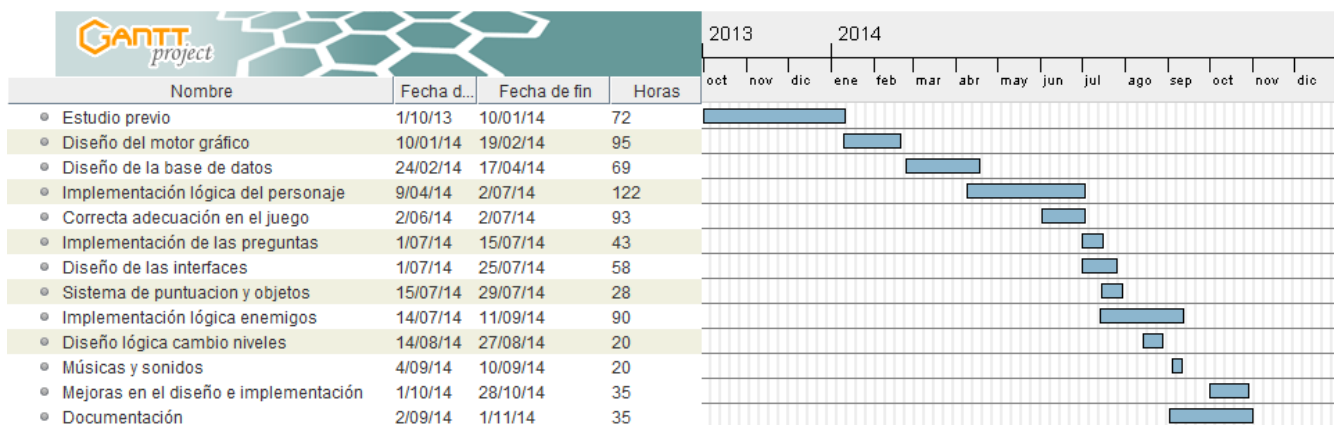 GANTT
project
2013 2014
oct nov dic ene feb mar abr may jun jul ago sep oct nov dic
Nombre Fecha d... Fecha de fin Horas
Estudio previo 1/10/13 10/01/14 72
Diseño del motor gráfico 10/01/14 19/02/14 95
Diseño de la base de datos 24/02/14 17/04/14 69
Implementación lógica del personaje 9/04/14 2/07/14 122
Correcta adecuación en el juego 2/06/14 2/07/14 93
Implementación de las preguntas 1/07/14 15/07/14 43
Diseño de las interfaces 1/07/14 25/07/14 58
Sistema de puntuacion y objetos 15/07/14 29/07/14 28
Implementación lógica enemigos 14/07/14 11/09/14 90
Diseño lógica cambio niveles 14/08/14 27/08/14 20
Músicas y sonidos 4/09/14 10/09/14 20
Mejoras en el diseño e implementación 1/10/14 28/10/14 35
Documentación 2/09/14 1/11/14 35